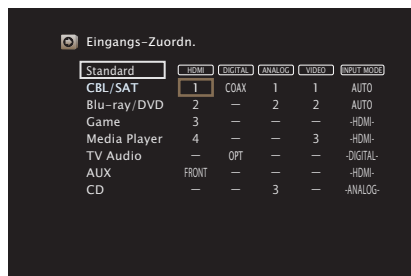 Eingangs-Zuordn.
Standard HDMI DIGITAL ANALOG VIDEO INPUT MODE
CBL/SAT 1 COAX 1 1 AUTO
Blu-ray/DVD 2 — 2 2 AUTO
Game 3 — — — -HDMI-
Media Player 4 — — 3 -HDMI-
TV Audio — OPT — — -DIGITAL-
AUX FRONT — — — -HDMI-
CD — — 3 — -ANALOG-